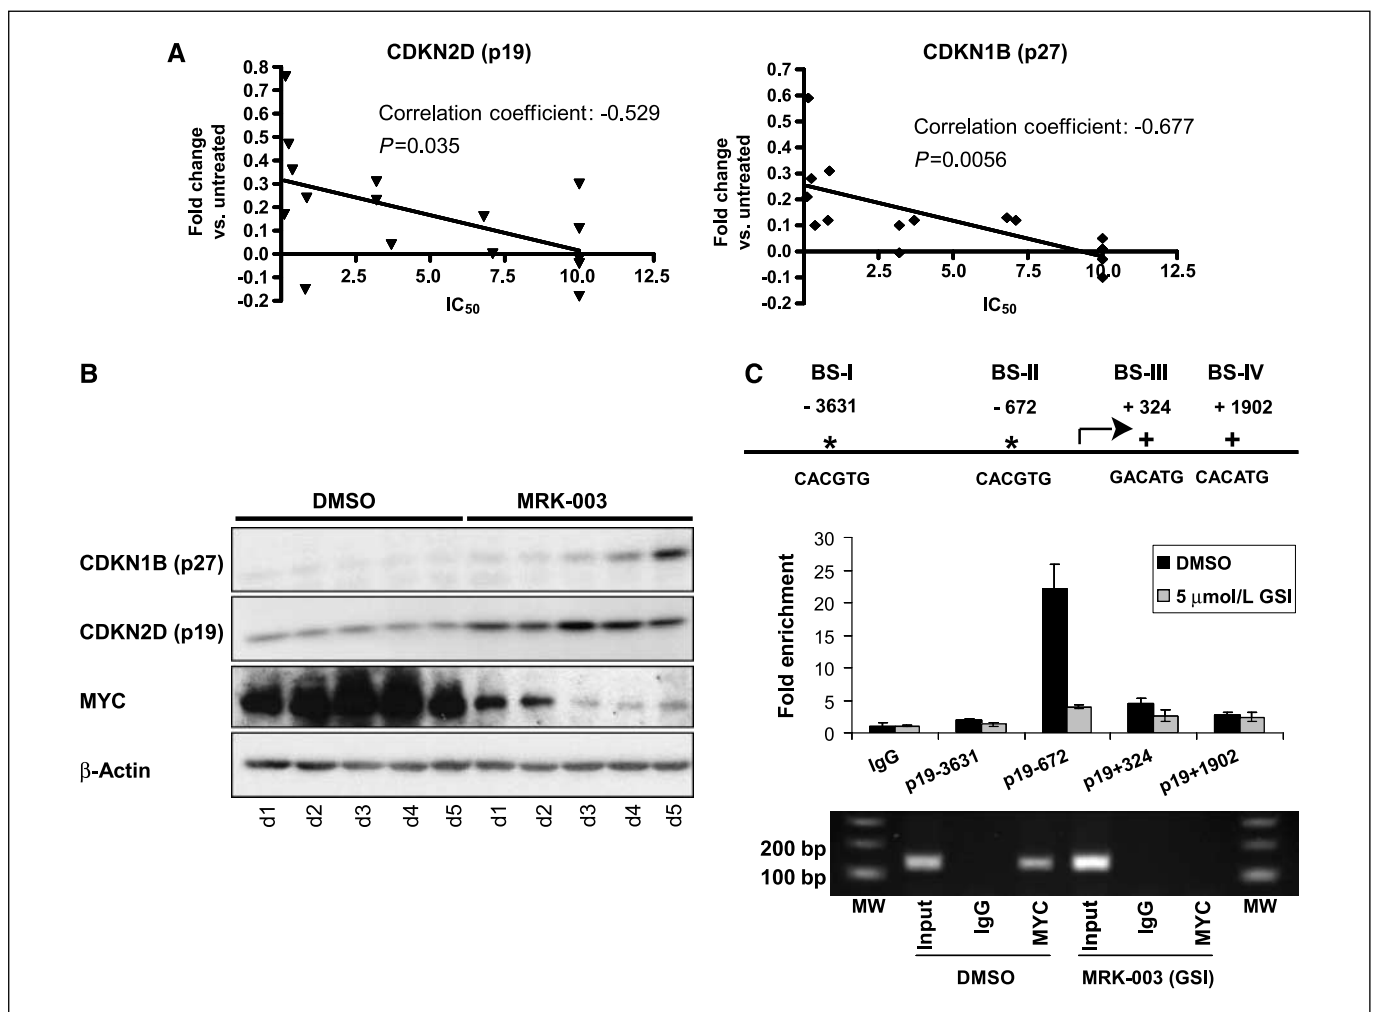 A
CDKN2D (p19)
Fold change
vs. untreated
0.8
0.7
0.6
0.5
0.4
0.3
0.2
0.1
0.0
-0.1
-0.2
Correlation coefficient: -0.529
P=0.035
2.5 5.0 7.5 10.0 12.5
IC50
CDKN1B (p27)
Fold change
vs. untreated
0.7
0.6
0.5
0.4
0.3
0.2
0.1
0.0
-0.1
-0.2
Correlation coefficient: -0.677
P=0.0056
2.5 5.0 7.5 10.0 12.5
IC50
B
DMSO MRK-003
CDKN1B (p27)
CDKN2D (p19)
MYC
β-Actin
d1 d2 d3 d4 d5 d1 d2 d3 d4 d5
C
BS-I BS-II BS-III BS-IV
- 3631 - 672 + 324 + 1902
* * + +
CACGTG CACGTG GACATG CACATG
Fold enrichment
30
25
20
15
10
5
0
DMSO
5 μmol/L GSI
IgG p19-3631 p19-672 p19+324 p19+1902
200 bp
100 bp
MW Input IgG MYC Input IgG MYC MW
DMSO MRK-003 (GSI)